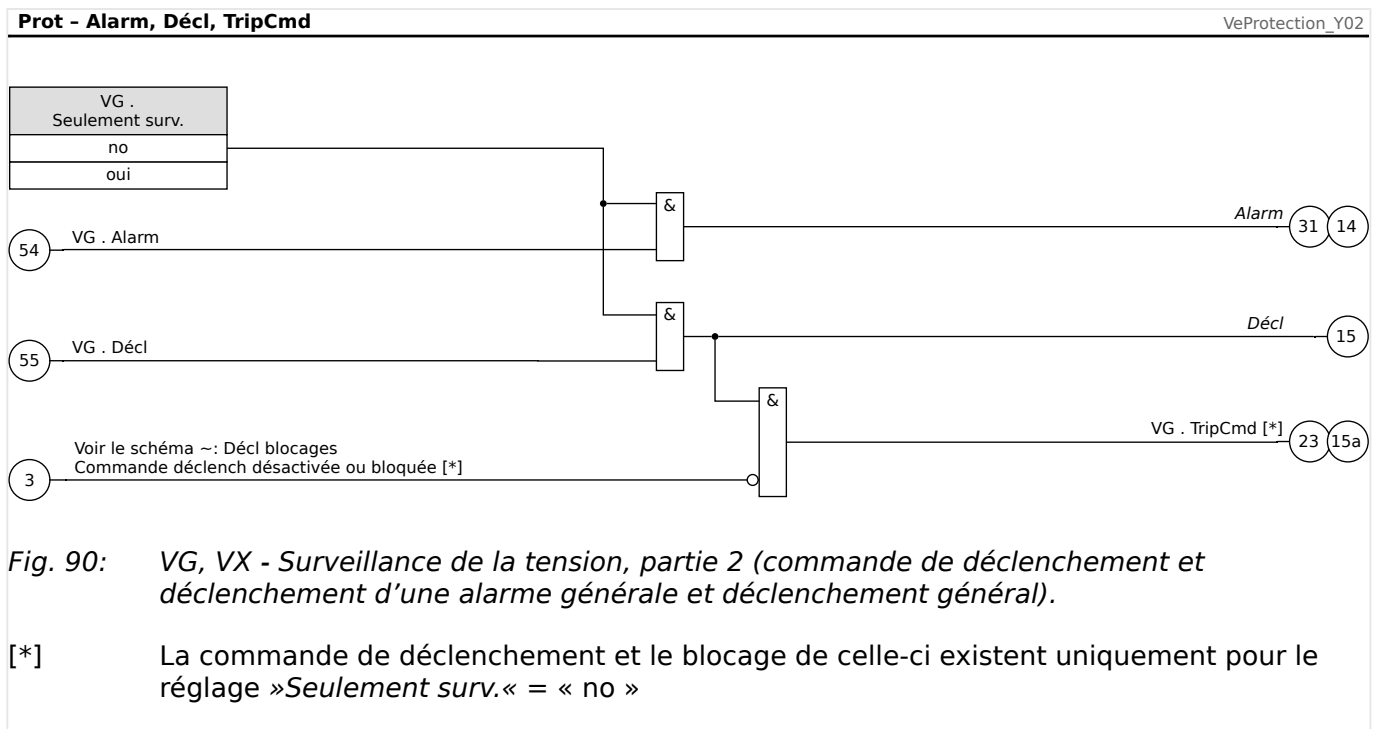 Prot – Alarm, Décl, TripCmd
VeProtection_Y02
VG .
Seulement surv.
no
oui
&
Alarm
31
14
54
VG . Alarm
&
Décl
15
55
VG . Décl
&
VG . TripCmd [*]
23
15a
Voir le schéma ~: Décl blocages
Commande déclench désactivée ou bloquée [*]
3
Fig. 90: VG, VX - Surveillance de la tension, partie 2 (commande de déclenchement et
déclenchement d’une alarme générale et déclenchement général).
[*] La commande de déclenchement et le blocage de celle-ci existent uniquement pour le
réglage »Seulement surv.« = « no »